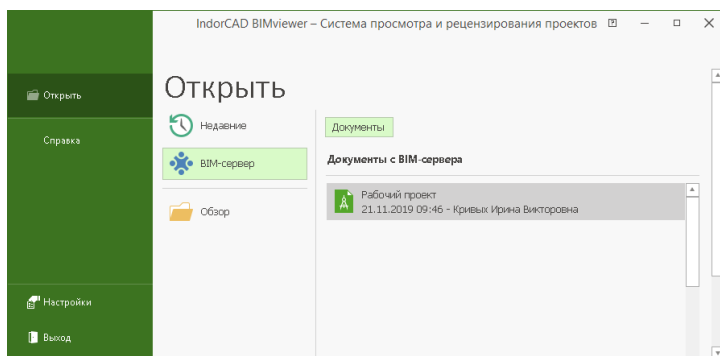 IndorCAD BIMviewer – Система просмотра и рецензирования проектов
Открыть
Справка
Настройки
Выход
Открыть
Недавние
BIM-сервер
Обзор
Документы
Документы с BIM-сервера
Рабочий проект
21.11.2019 09:46 - Кривых Ирина Викторовна